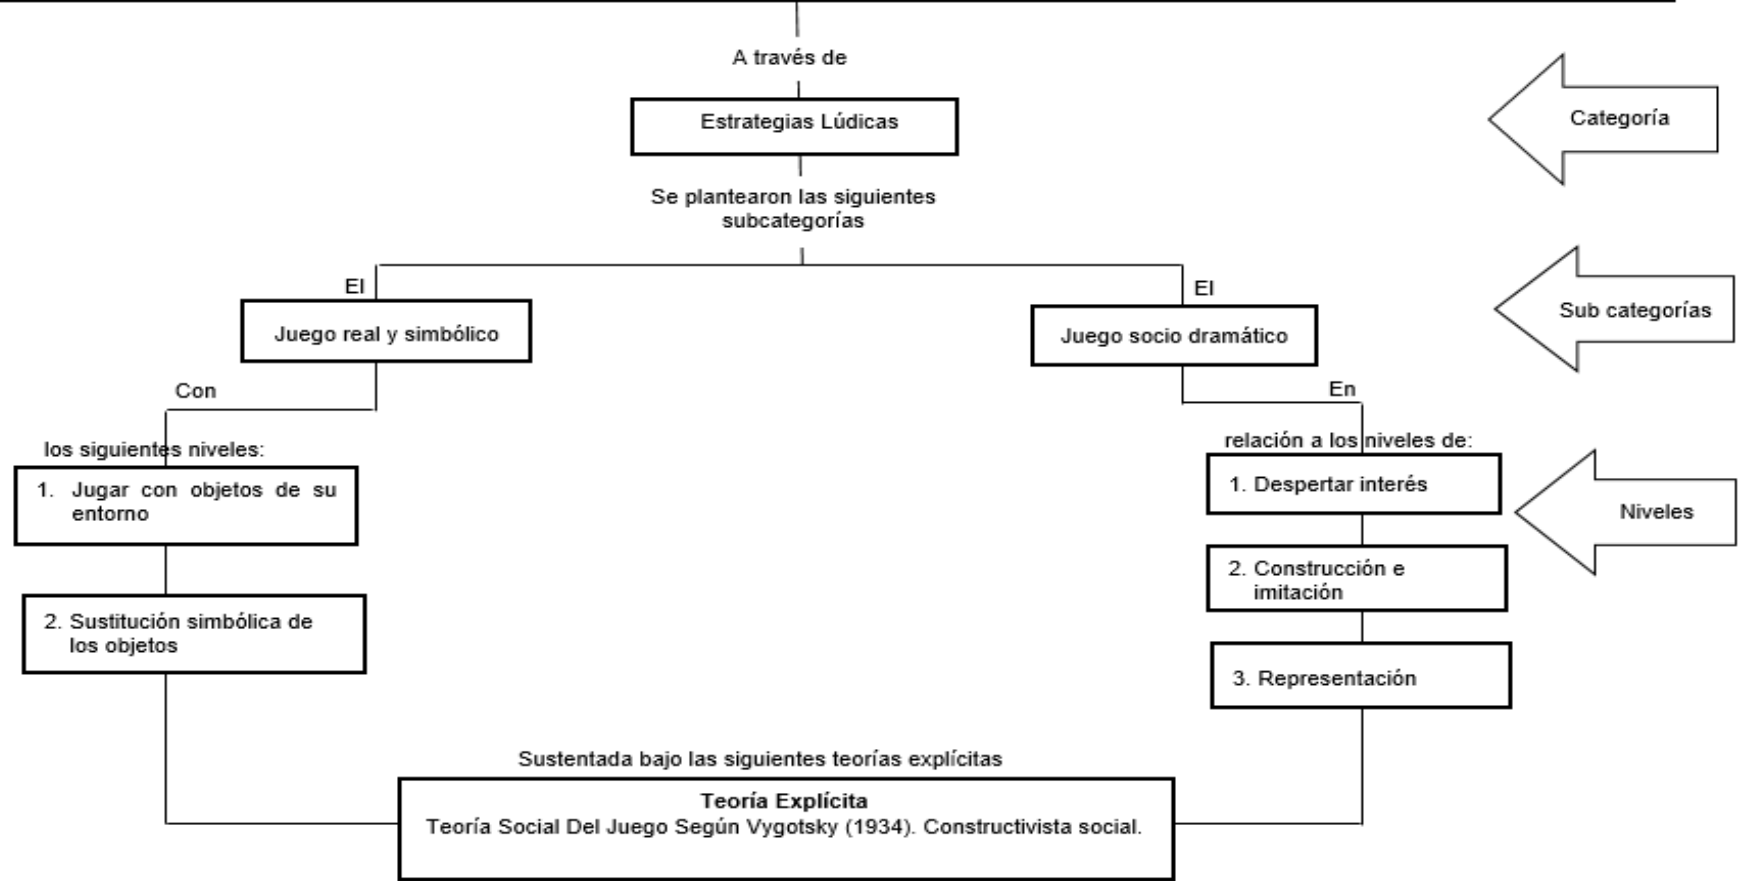 A través de
Estrategias Lúdicas
Categoría
Se plantearon las siguientes
subcategorías
El
El
Juego real y simbólico
Juego socio dramático
Sub categorías
Con
En
los siguientes niveles:
relación a los niveles de:
1. Jugar con objetos de su
entorno
1. Despertar interés
Niveles
2. Construcción e
imitación
2. Sustitución simbólica de
los objetos
3. Representación
Sustentada bajo las siguientes teorías explícitas
Teoría Explícita
Teoría Social Del Juego Según Vygotsky (1934). Constructivista social.